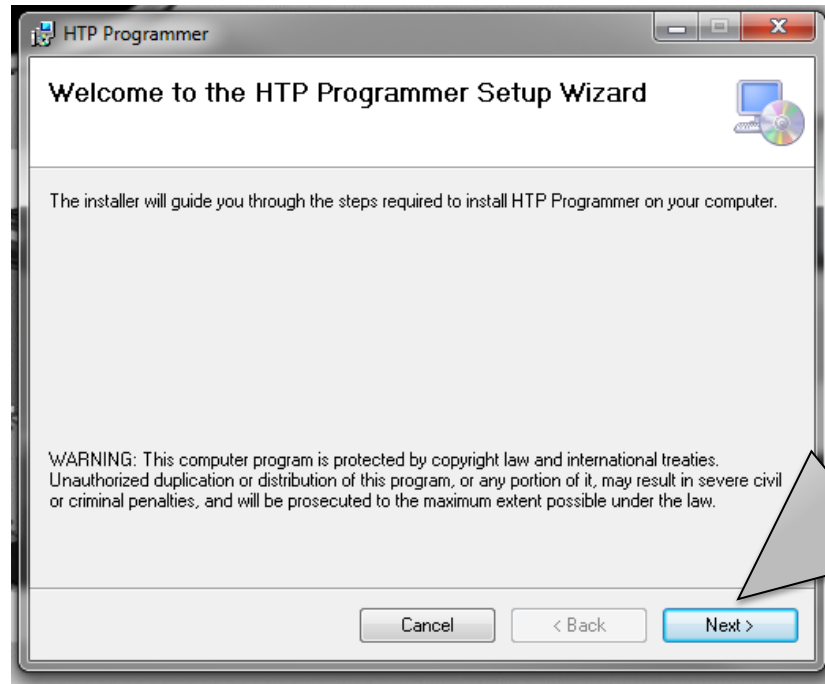 HTP Programmer
Welcome to the HTP Programmer Setup Wizard
The installer will guide you through the steps required to install HTP Programmer on your computer.
WARNING: This computer program is protected by copyright law and international treaties.
Unauthorized duplication or distribution of this program, or any portion of it, may result in severe civil
or criminal penalties, and will be prosecuted to the maximum extent possible under the law.
Cancel
< Back
Next >